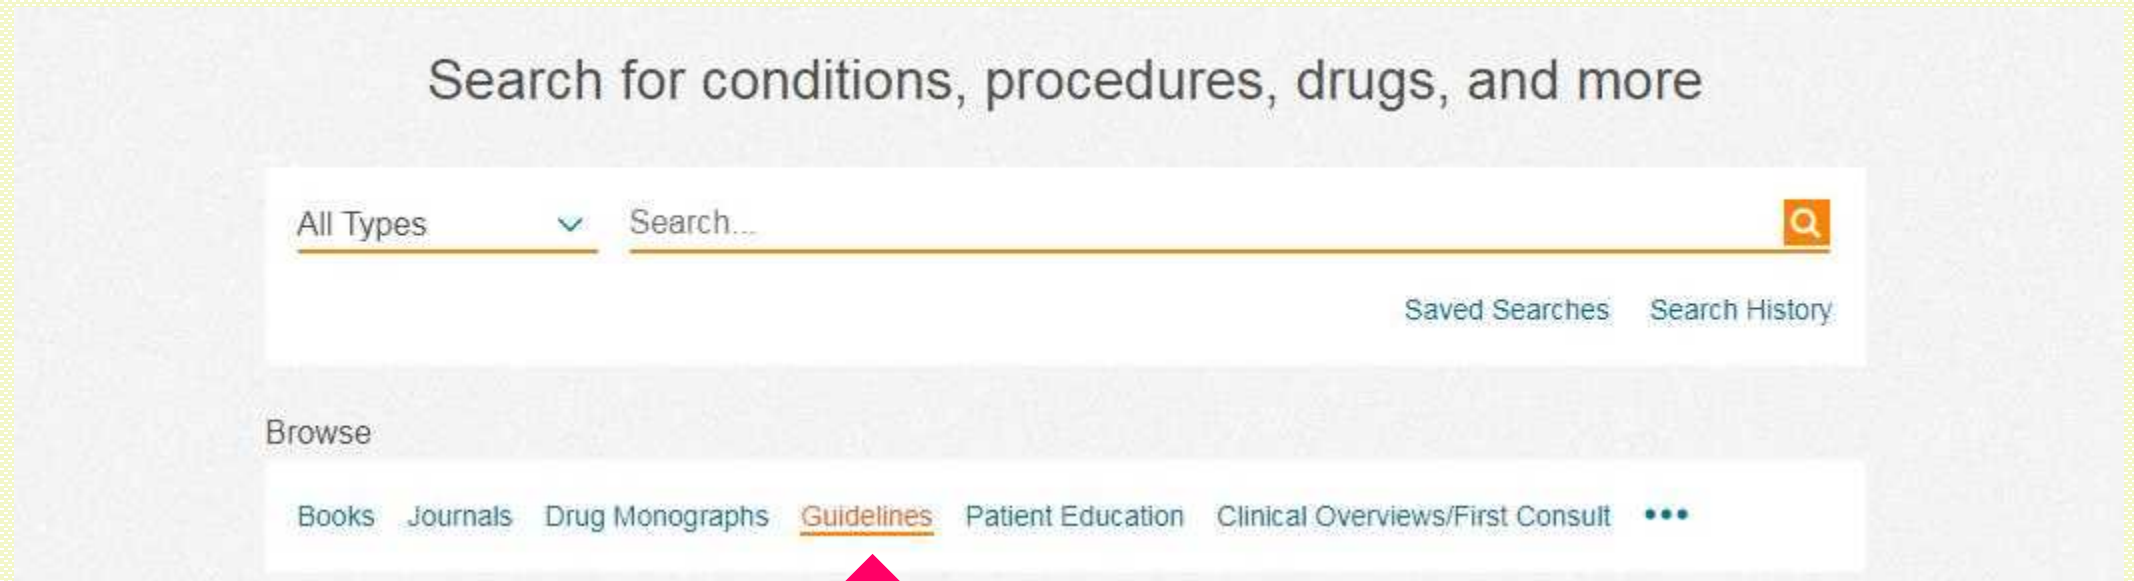 Search for conditions, procedures, drugs, and more
All Types Search...
Saved Searches Search History
Browse
Books Journals Drug Monographs Guidelines Patient Education Clinical Overviews/First Consult •••